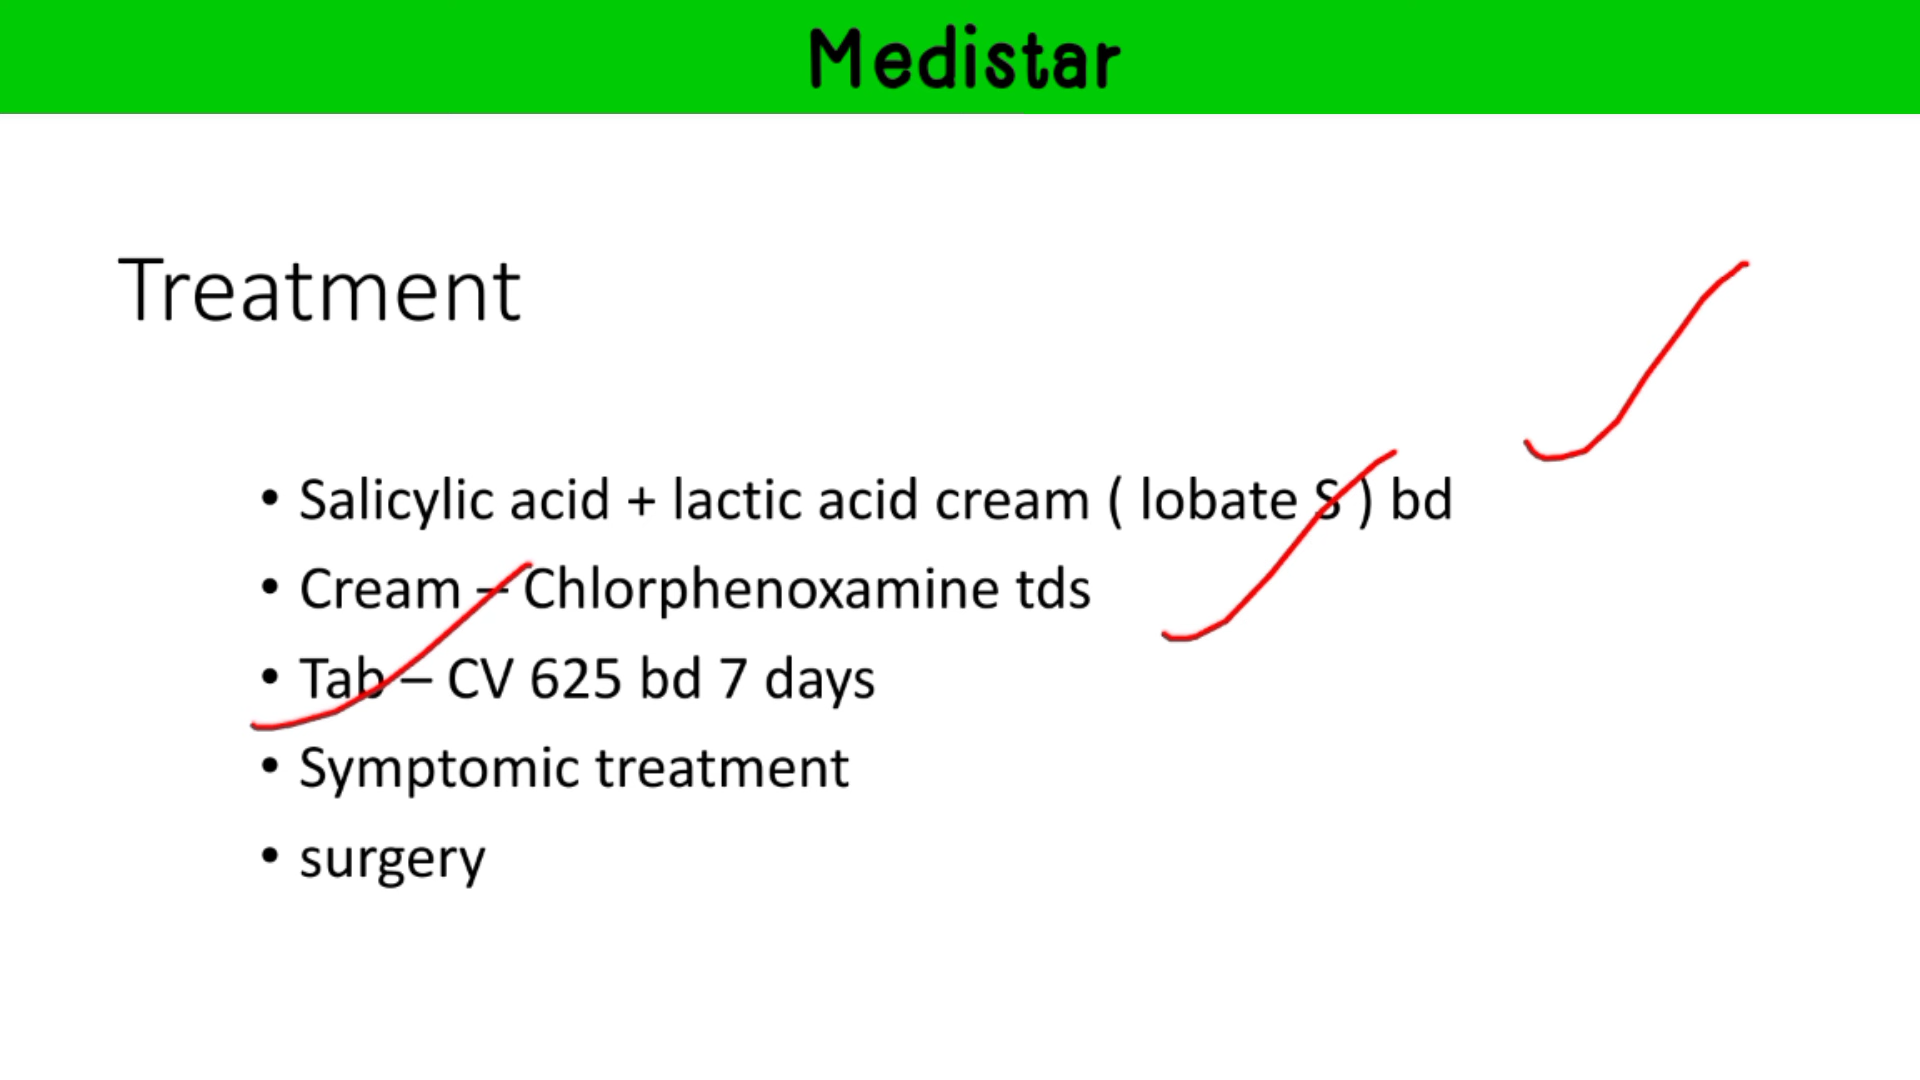 Medistar
Treatment
• Salicylic acid + lactic acid cream ( lobate S ) bd
• Cream – Chlorphenoxamine tds
• Tab – CV 625 bd 7 days
• Symptomic treatment
• surgery